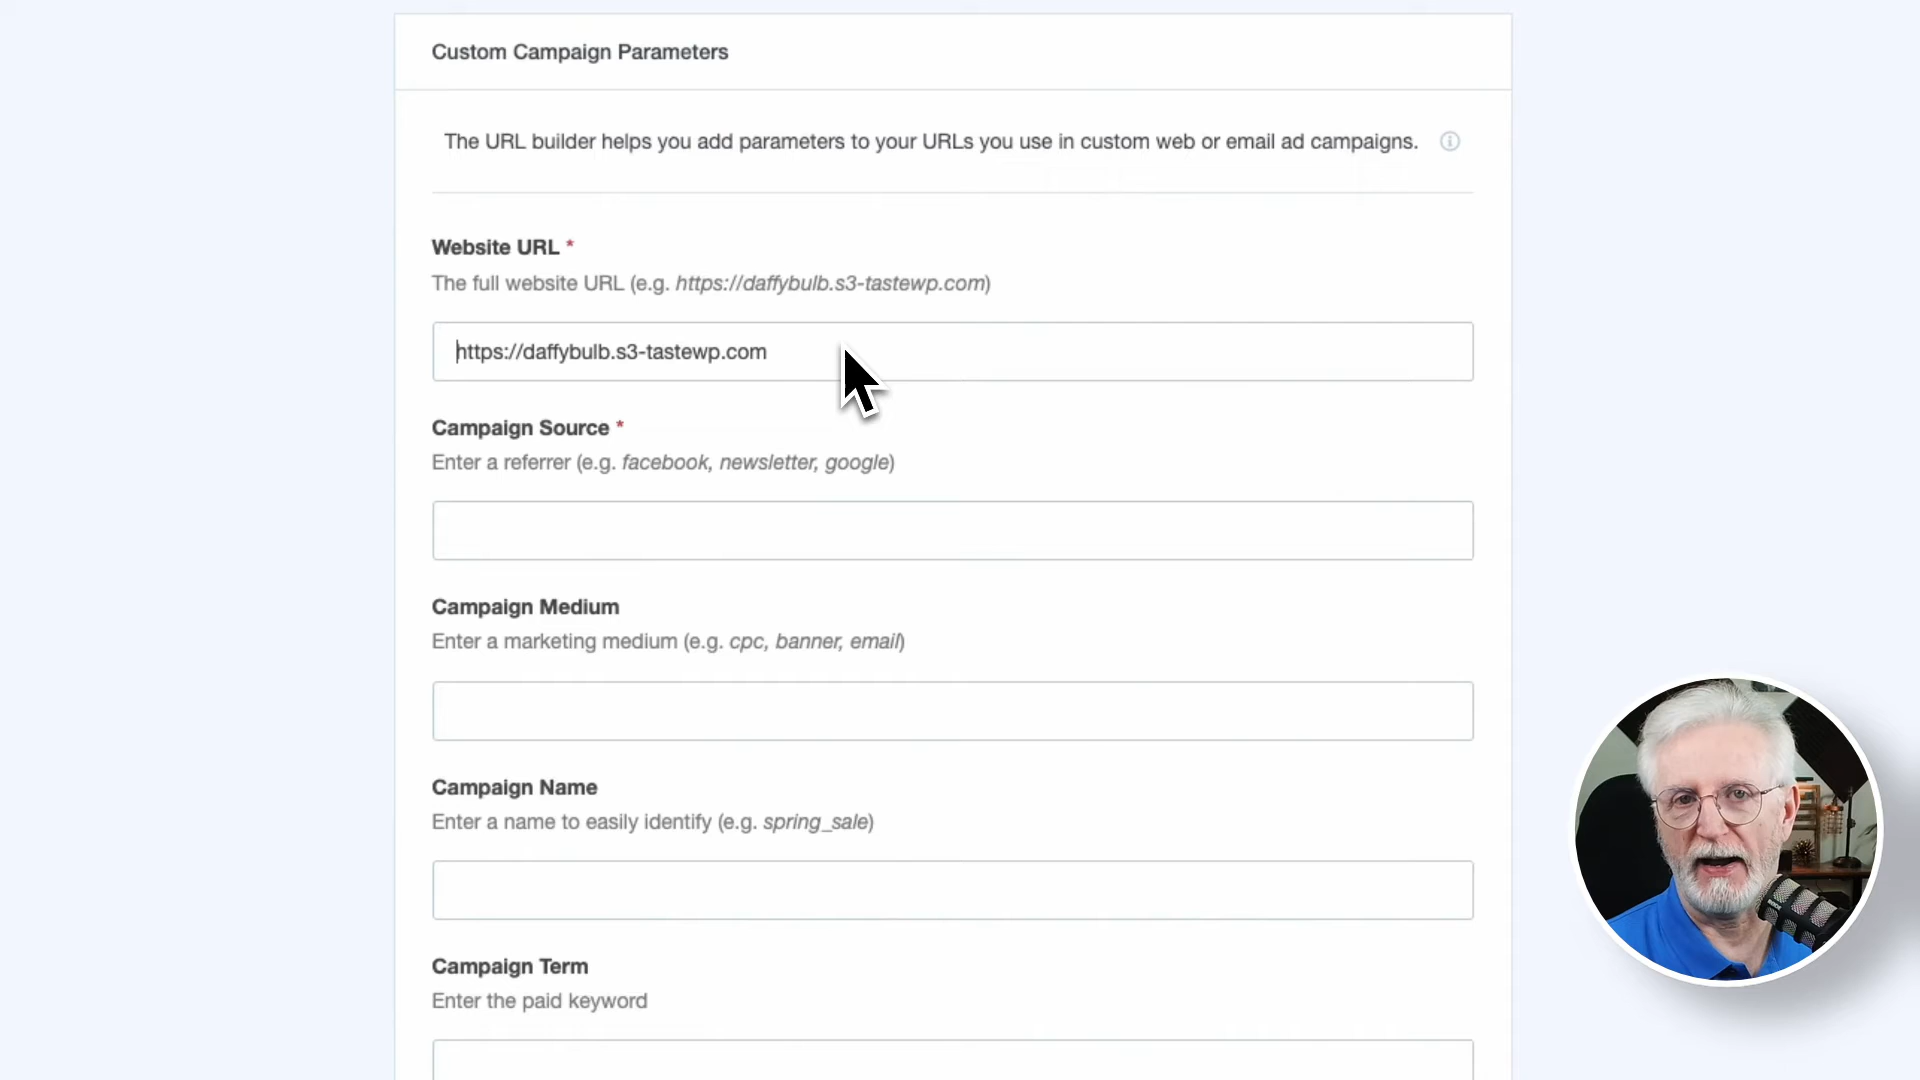 Custom Campaign Parameters
The URL builder helps you add parameters to your URLs you use in custom web or email ad campaigns.
Website URL *
The full website URL (e.g. https://daffybulb.s3-tastewp.com)
https://daffybulb.s3-tastewp.com
Campaign Source *
Enter a referrer (e.g. facebook, newsletter, google)
Campaign Medium
Enter a marketing medium (e.g. cpc, banner, email)
Campaign Name
Enter a name to easily identify (e.g. spring_sale)
Campaign Term
Enter the paid keyword